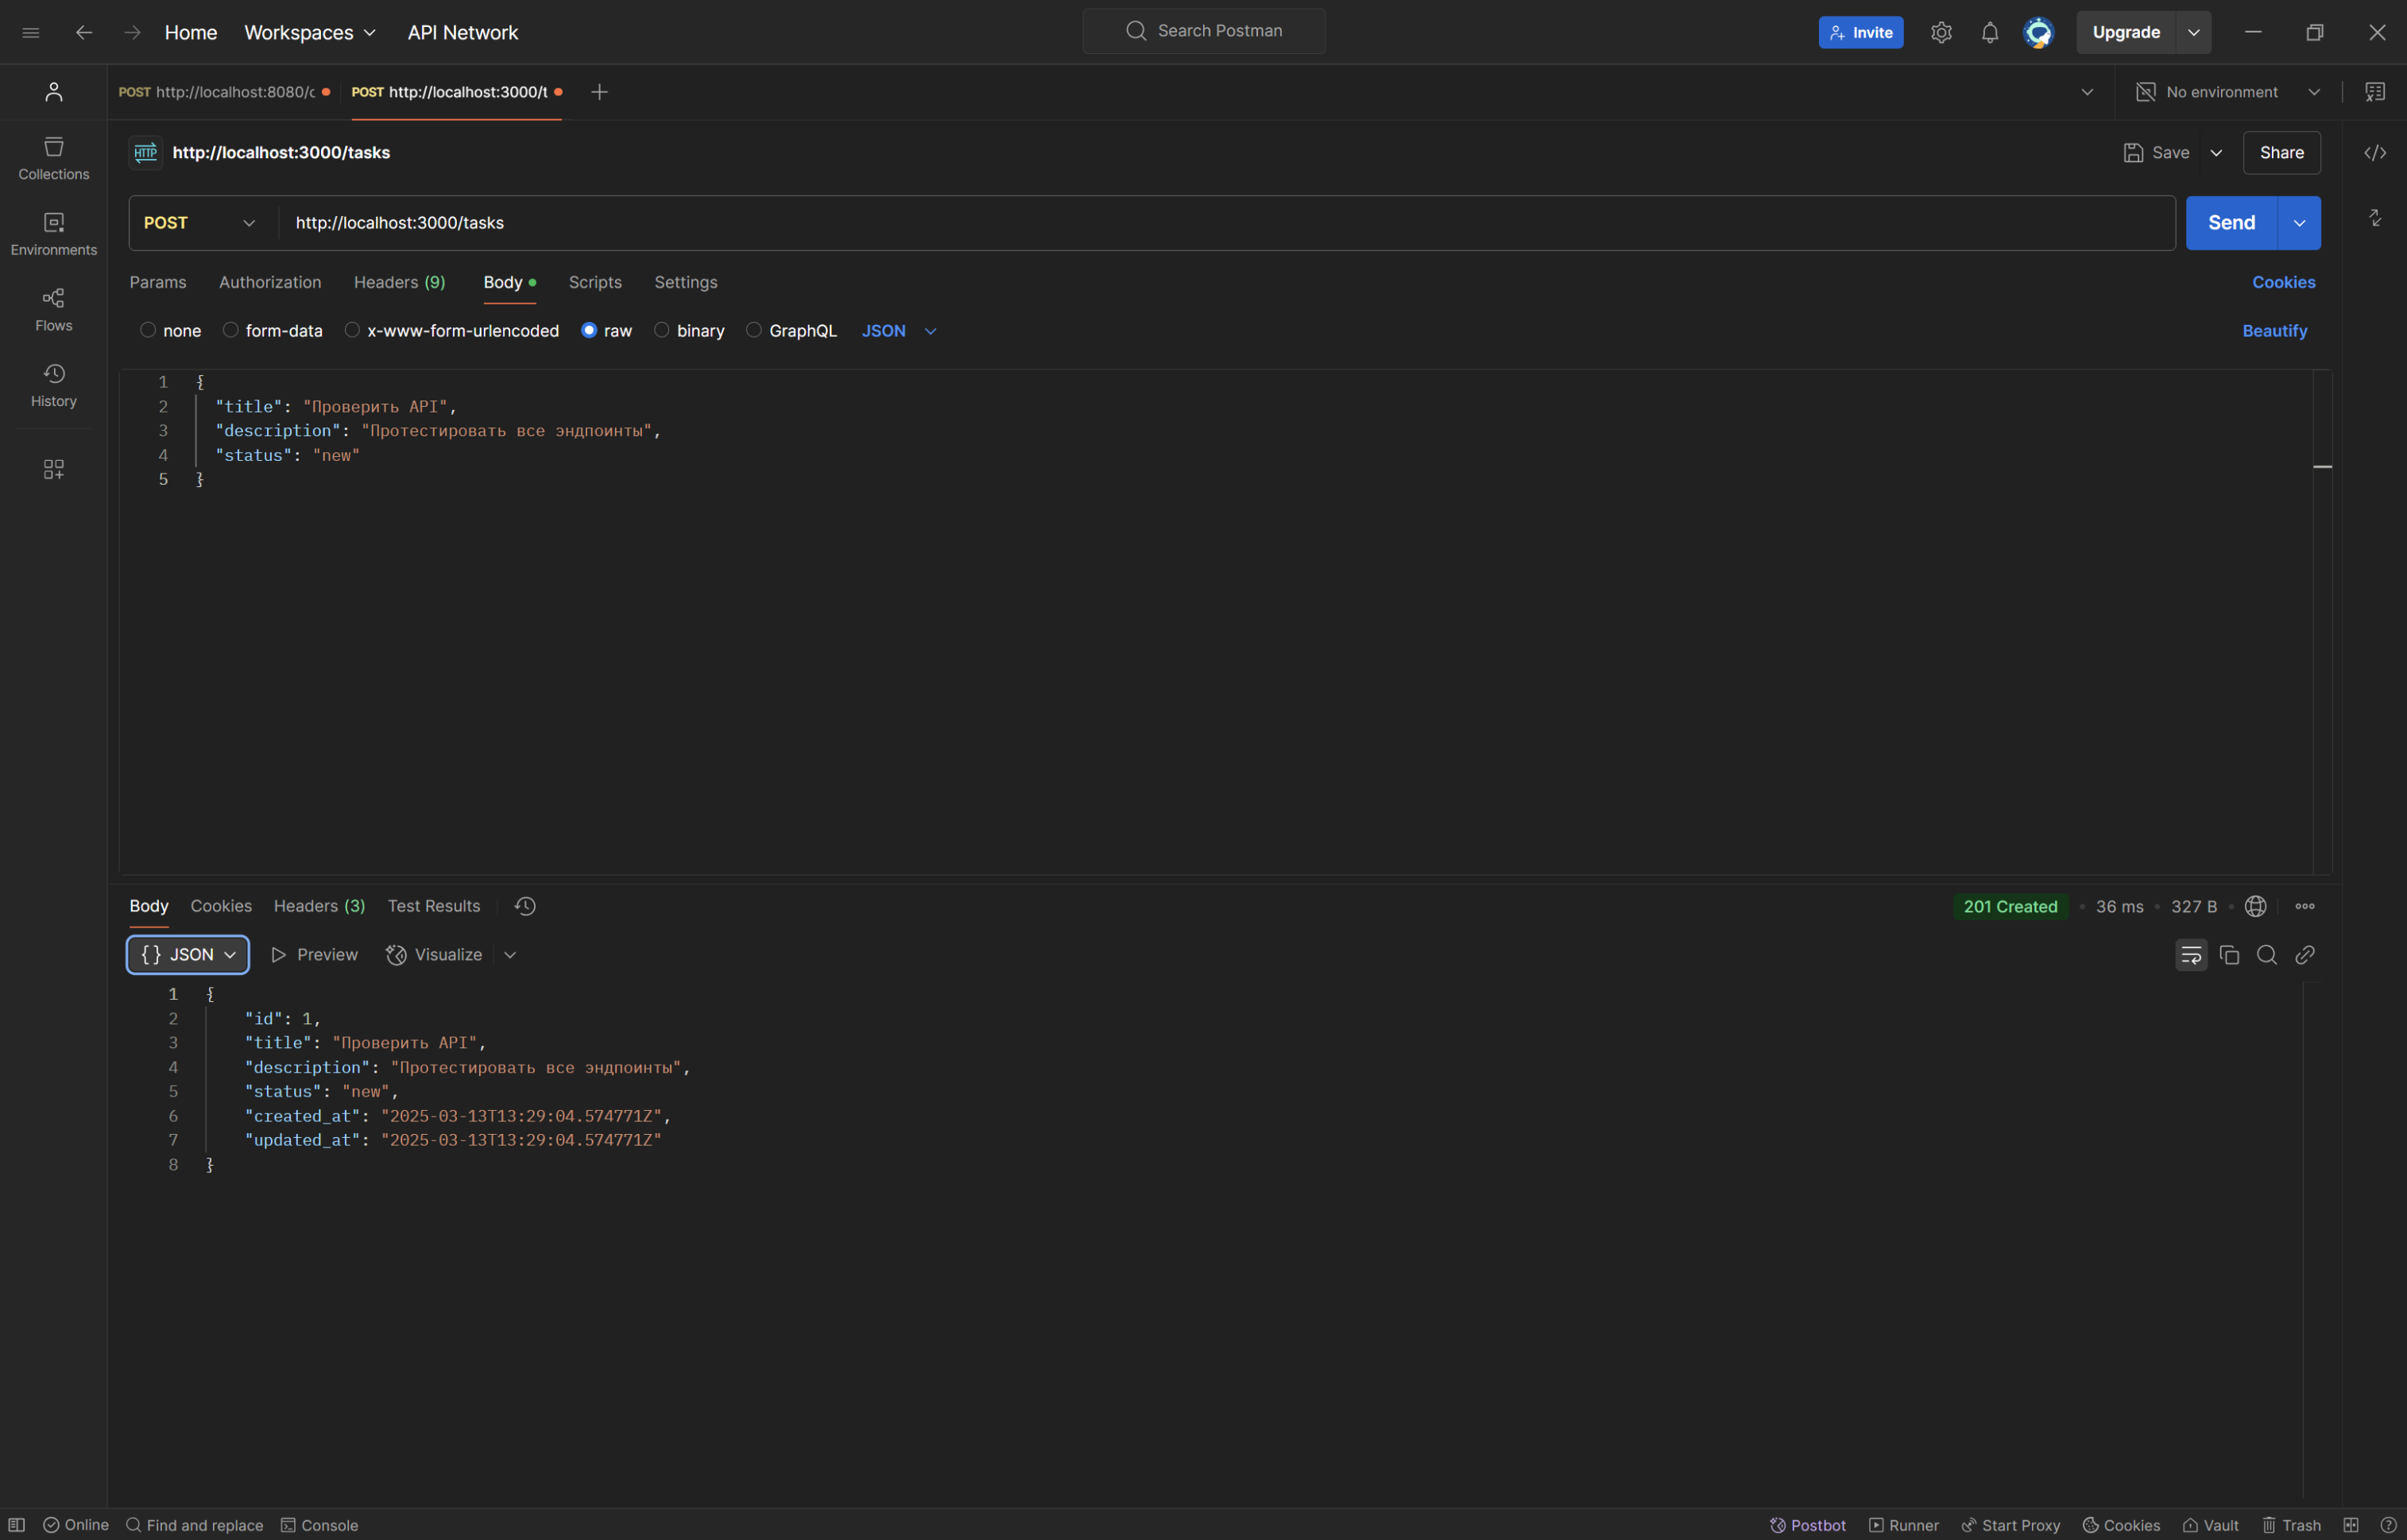 Home Workspaces API Network Search Postman Invite Upgrade
POST http://localhost:8080/c POST http://localhost:3000/t No environment
HTTP http://localhost:3000/tasks Save Share
Collections
POST http://localhost:3000/tasks Send
Environments
Params Authorization Headers (9) Body Scripts Settings Cookies
Flows
none form-data x-www-form-urlencoded raw binary GraphQL JSON Beautify
History
1 {
2 "title": "Проверить API",
3 "description": "Протестировать все эндпоинты",
4 "status": "new"
5 }
Body Cookies Headers (3) Test Results 201 Created • 36 ms • 327 B •
{} JSON Preview Visualize
1 {
2 "id": 1,
3 "title": "Проверить API",
4 "description": "Протестировать все эндпоинты",
5 "status": "new",
6 "created_at": "2025-03-13T13:29:04.574771Z",
7 "updated_at": "2025-03-13T13:29:04.574771Z"
8 }
Online Find and replace Console Postbot Runner Start Proxy Cookies Vault Trash